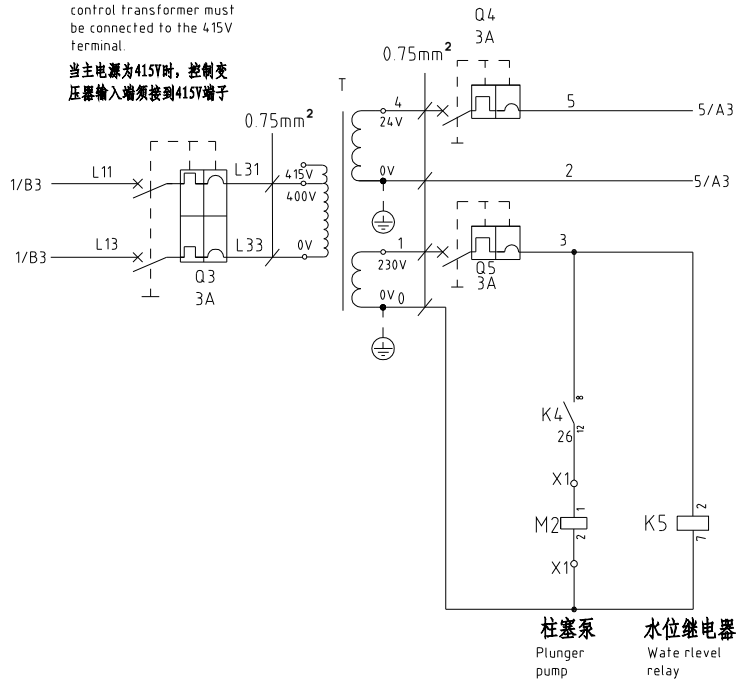 control transformer must
be connected to the 415V
terminal.
当主电源为415V时，控制变
压器输入端须接到415V端子
Q4
3A
0.75mm²
T
4
24V
5
5/A3
0.75mm²
L11
L31
415V
400V
1/B3
0V
2
5/A3
L13
L33
0V
1/B3
Q3
3A
1
230V
Q5
3A
3
0V
0
K4
8
26
12
X1
M2
1
2
K5
2
7
X1
柱塞泵
水位继电器
Plunger
pump
Wate rlevel
relay